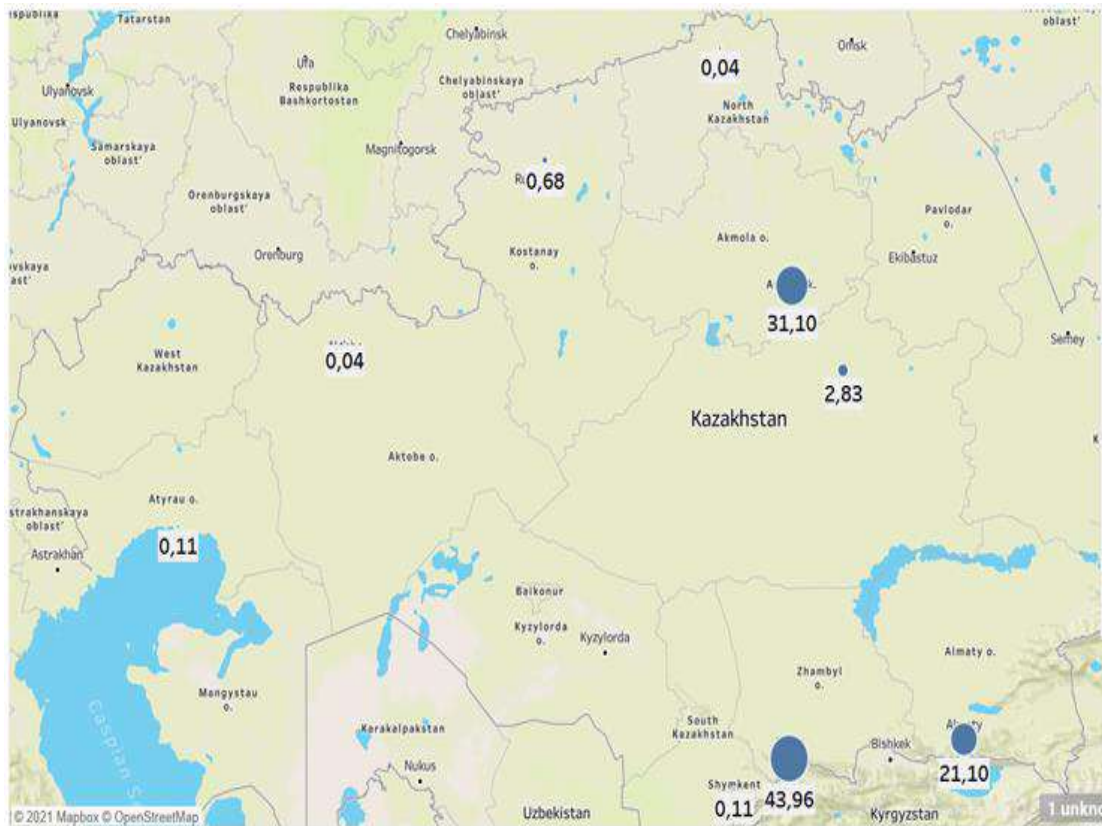 Tatarstan
Chelyabinsk
Omsk
oblast'
0,04
Ufa
Respublika
Bashkortostan
Chelyabinskaya
oblast'
Ulyanovsk
North
Kazakhstan
Ulyanovsk
Samarskaya
oblast'
Magnitogorsk
0,68
Orenburgskaya
oblast'
Pavlodar
o.
Akmola o.
Kostanay
o.
Orenburg
Ekibastuz
31,10
Semey
West
Kazakhstan
0,04
2,83
Kazakhstan
Aktobe o.
Atyrau o.
oblast'
0,11
Astrakhan
Baikonur
Kyzylorda
o.
Kyzylorda
Almaty o.
Zhambyl
o.
Mangystau
o.
Karakalpakstan
South
Kazakhstan
Bishkek
Nukus
21,10
Shymkent
0,11
43,96
Caspian
Uzbekistan
Kyrgyzstan
© 2021 Mapbox © OpenStreetMap